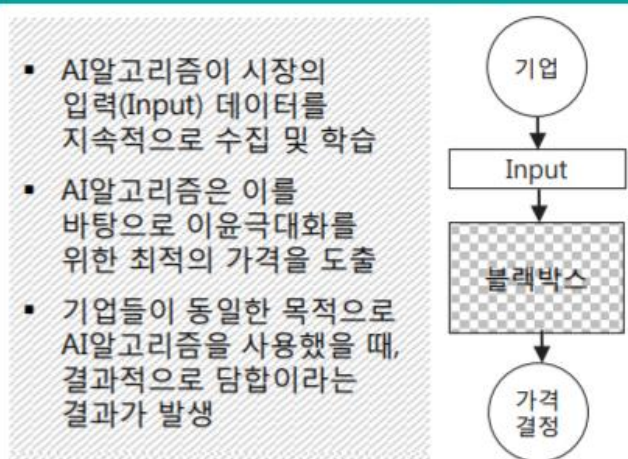 ▪ AI알고리즘이 시장의
입력(Input) 데이터를
지속적으로 수집 및 학습
▪ AI알고리즘은 이를
바탕으로 이윤극대화를
위한 최적의 가격을 도출
▪ 기업들이 동일한 목적으로
AI알고리즘을 사용했을 때,
결과적으로 담합이라는
결과가 발생
기업
Input
블랙박스
가격
결정